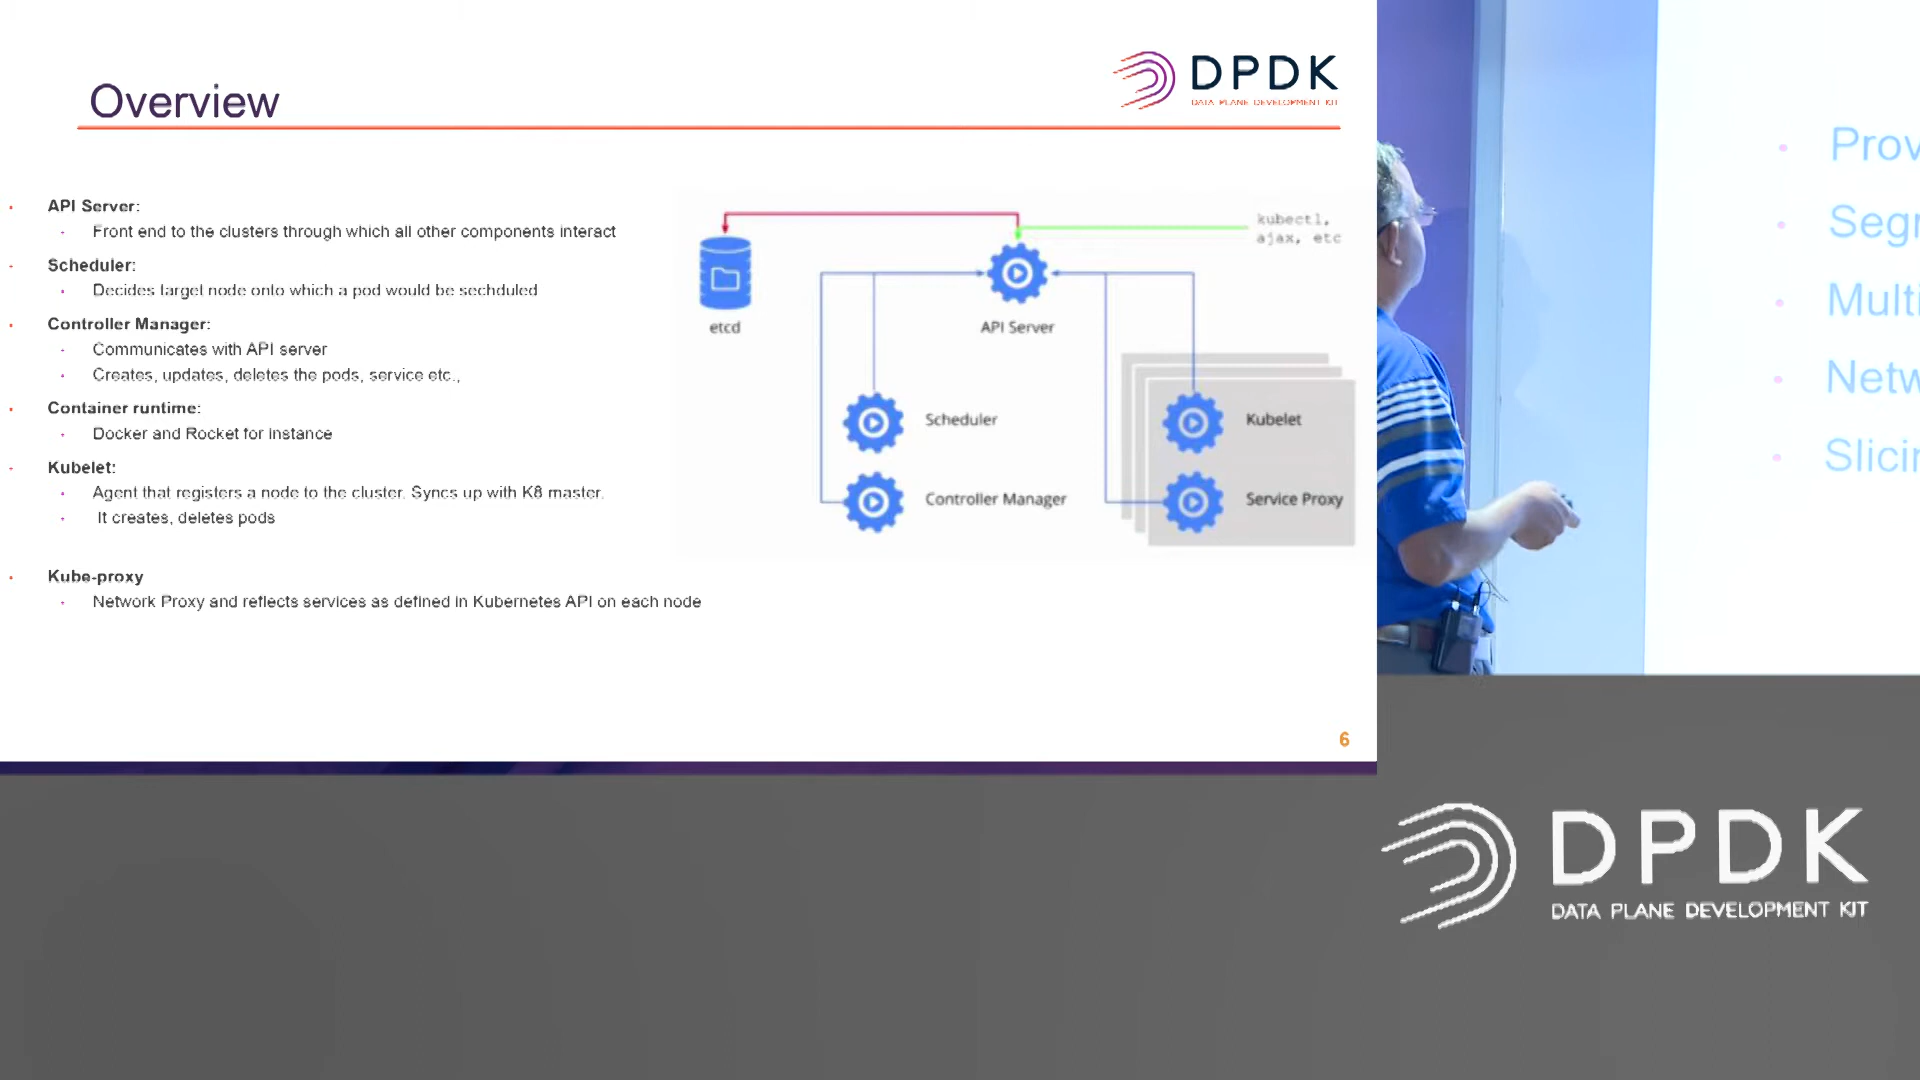 Overview
DPDK
DATA PLANE DEVELOPMENT KIT
API Server:
Front end to the clusters through which all other components interact
Scheduler:
Decides target node onto which a pod would be sechduled
Controller Manager:
Communicates with API server
Creates, updates, deletes the pods, service etc.,
Container runtime:
Docker and Rocket for instance
Kubelet:
Agent that registers a node to the cluster. Syncs up with K8 master.
It creates, deletes pods
Kube-proxy
Network Proxy and reflects services as defined in Kubernetes API on each node
kubectl,
ajax, etc
etcd
API Server
Scheduler
Kubelet
Controller Manager
Service Proxy
6
Prov
Segr
Multi
Netw
Slicin
DPDK
DATA PLANE DEVELOPMENT KIT